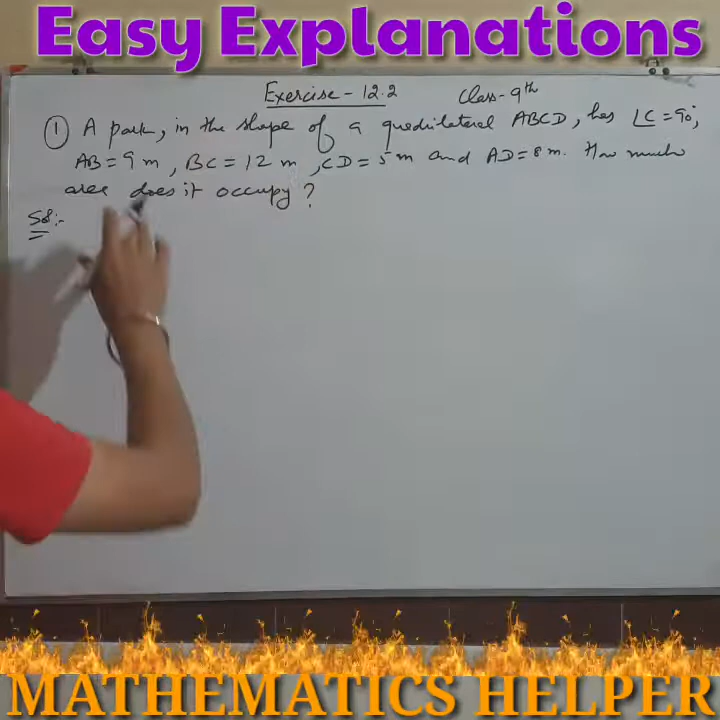 Easy Explanations
Exercise - 12.2 Class - 9th
① A park, in the shape of a quadrilateral ABCD, has ∠C = 90°,
AB = 9 m, BC = 12 m, CD = 5 m and AD = 8 m. How much
area does it occupy?
Sol:-
MATHEMATICS HELPER